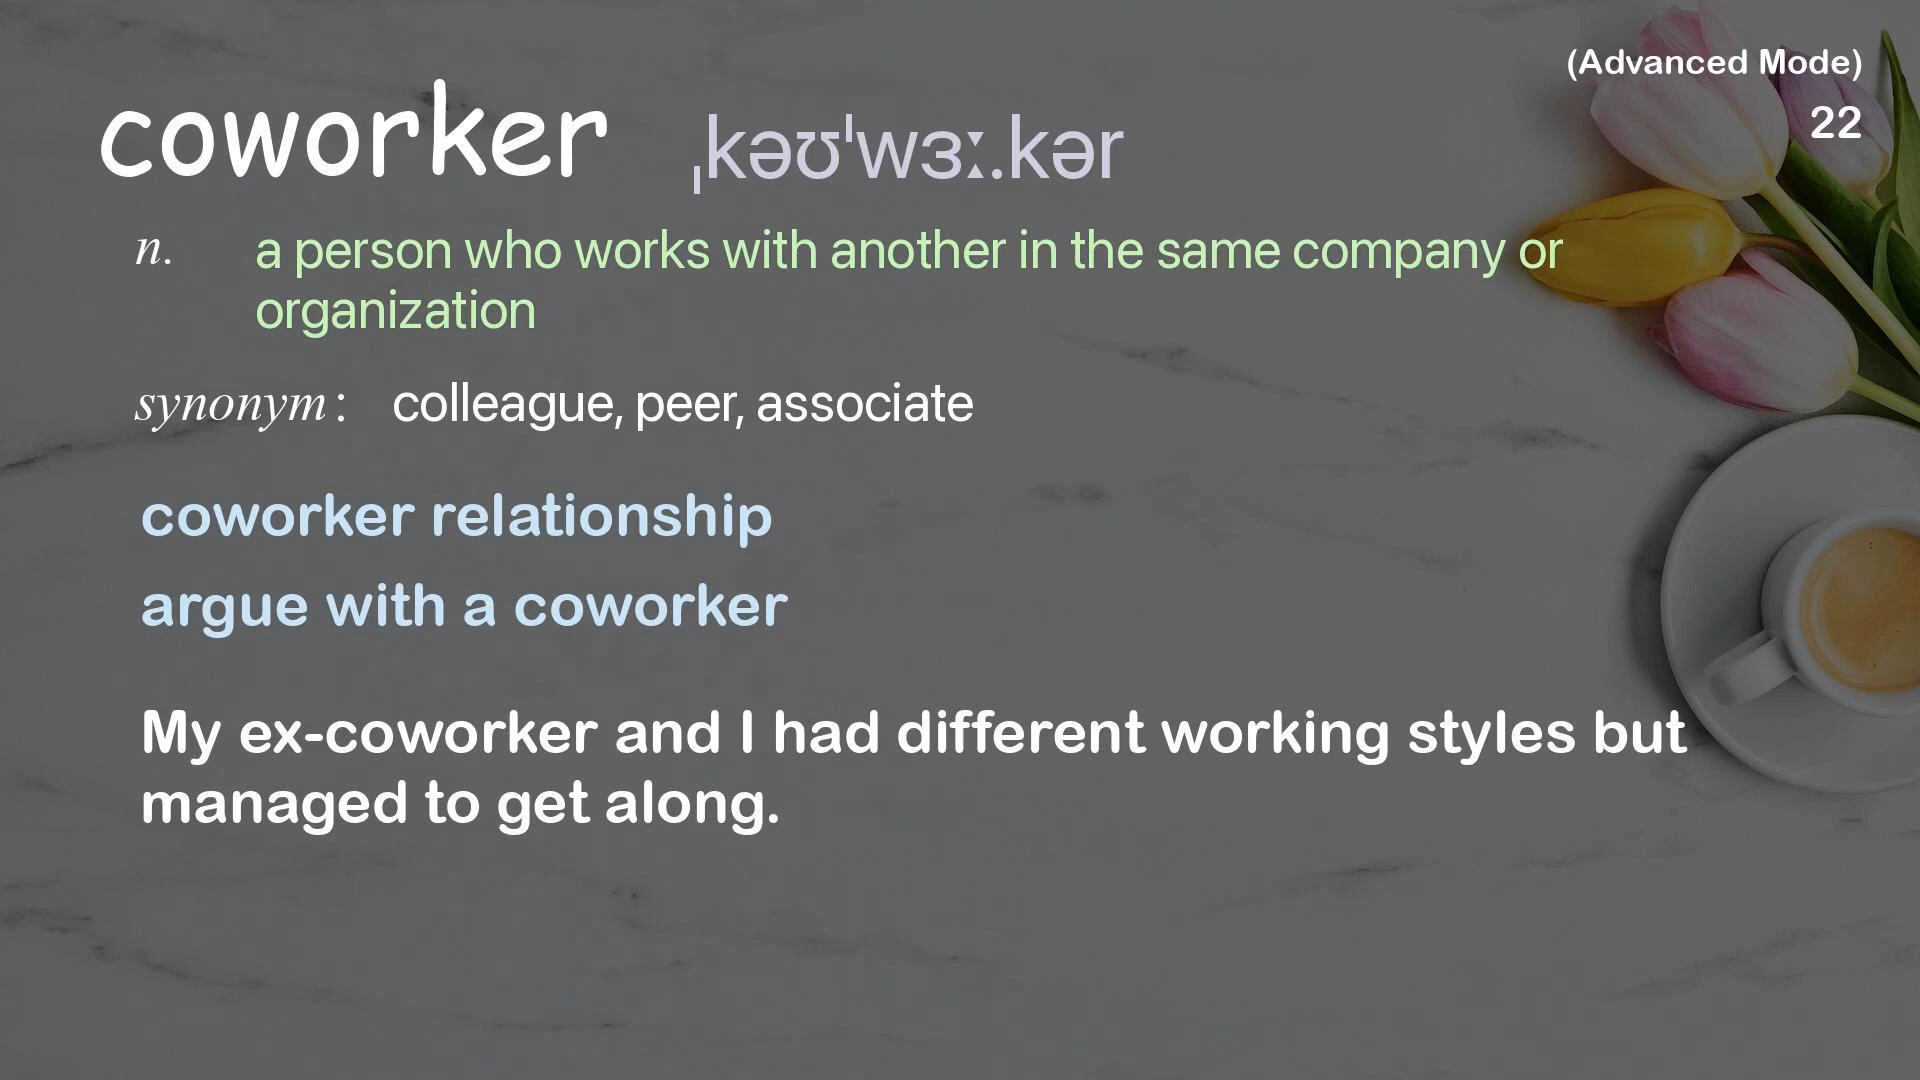 (Advanced Mode)
22
coworker ˌkəʊˈwɜː.kər
n. a person who works with another in the same company or
organization
synonym: colleague, peer, associate
coworker relationship
argue with a coworker
My ex-coworker and I had different working styles but
managed to get along.